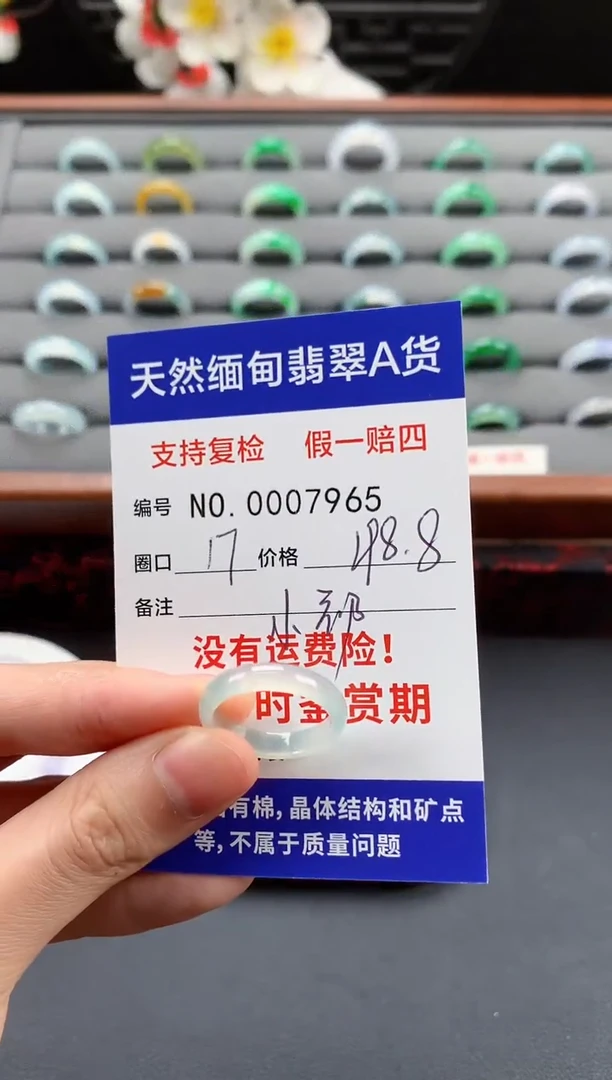 天然缅甸翡翠A货
支持复检 假一赔四
编号 NO.0007965
圈口 17 价格 48.8
备注 小郭
没有运费险！
时鉴赏期
有棉，晶体结构和矿点
等，不属于质量问题